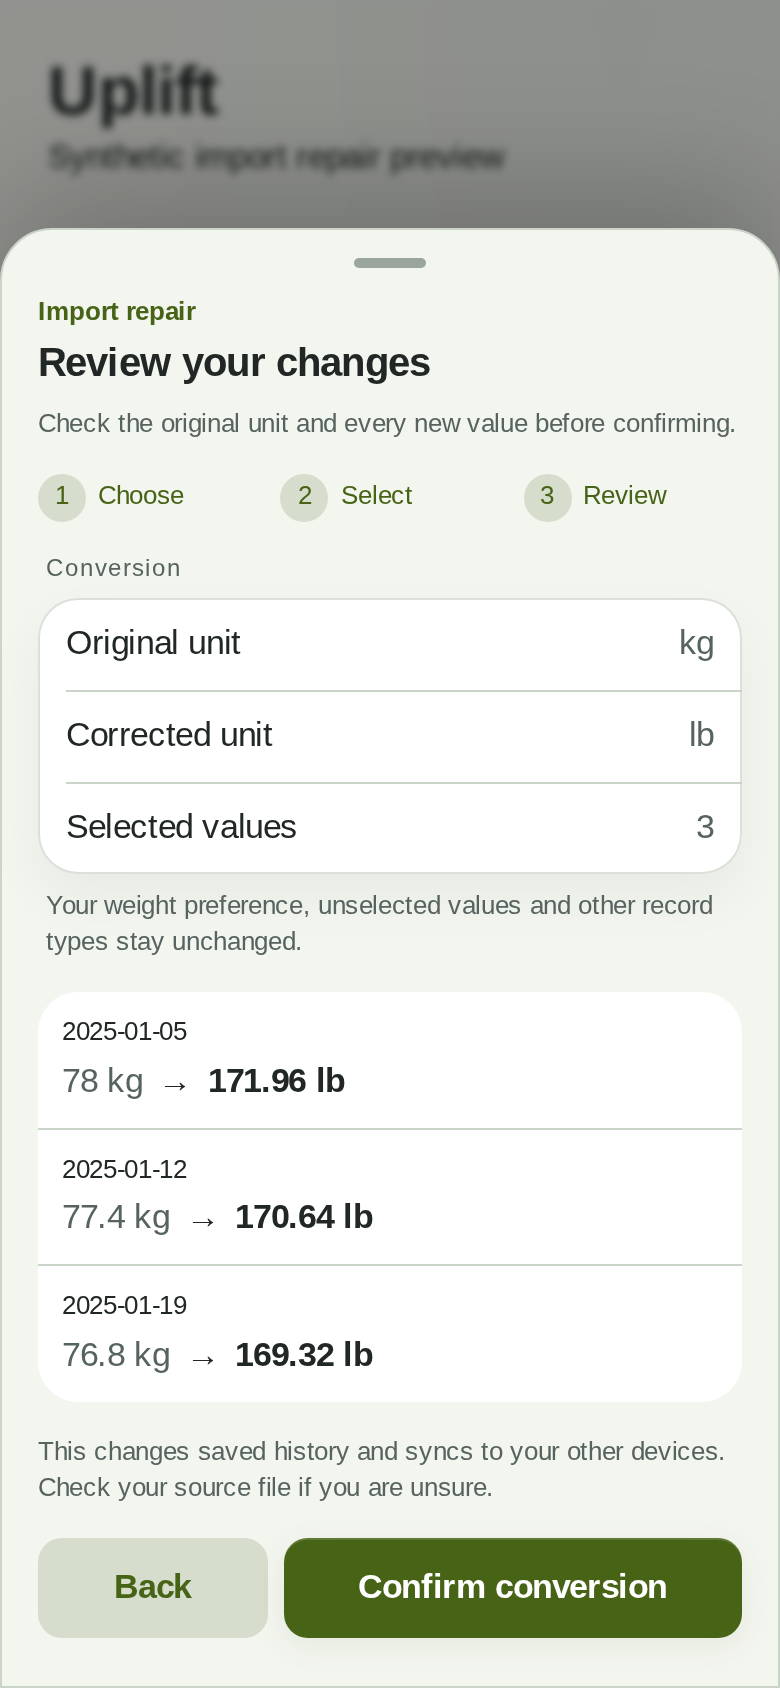 Uplift
Synthetic import repair preview
Import repair
Review your changes
Check the original unit and every new value before confirming.
1 Choose 2 Select 3 Review
Conversion
Original unit kg
Corrected unit lb
Selected values 3
Your weight preference, unselected values and other record
types stay unchanged.
2025-01-05
78 kg → 171.96 lb
2025-01-12
77.4 kg → 170.64 lb
2025-01-19
76.8 kg → 169.32 lb
This changes saved history and syncs to your other devices.
Check your source file if you are unsure.
Back Confirm conversion